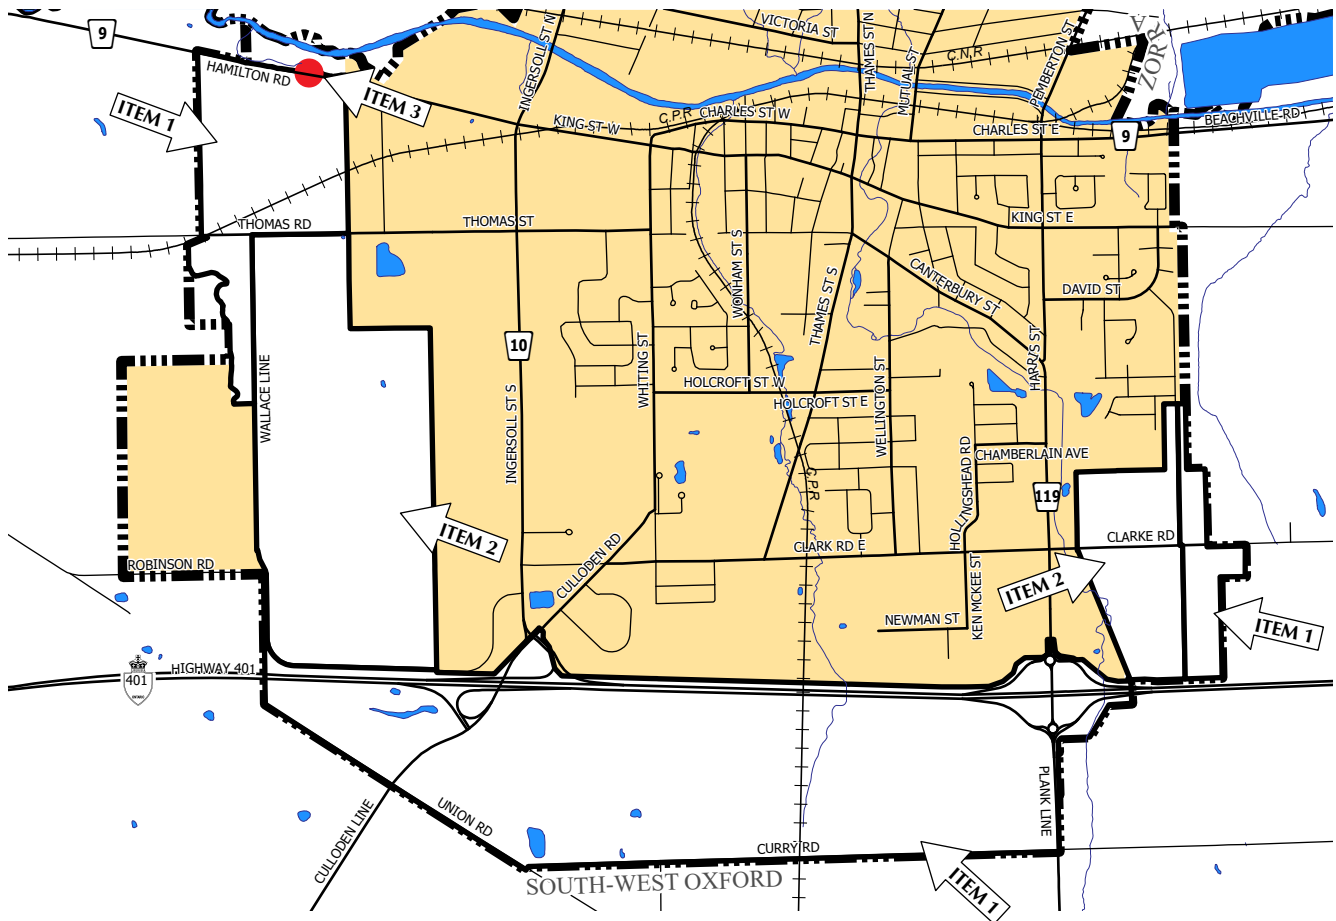 9
VICTORIA ST
THAMES ST N
MUTUAL ST
C.N.R
PEMBERTON ST
INGERSOLL ST N
HAMILTON RD
ITEM 1
ITEM 3
KING ST W
C.P.R
CHARLES ST W
CHARLES ST E
9
BEACHVILLE RD
THOMAS RD
THOMAS ST
KING ST E
WONHAM ST S
THAMES ST S
CANTERBURY ST
DAVID ST
10
WALLACE LINE
WHITING ST
HARRIS ST
INGERSOLL ST S
HOLCROFT ST W
HOLCROFT ST E
WELLINGTON ST
HOLLINGSHEAD RD
CHAMBERLAIN AVE
C.P.R
119
ITEM 2
CLARK RD E
CLARKE RD
ROBINSON RD
CULLODEN RD
ITEM 2
NEWMAN ST
KEN MCKEE ST
ITEM 1
HIGHWAY 401
401
ONTARIO
PLANK LINE
UNION RD
CULLODEN LINE
CURRY RD
ITEM 1
SOUTH-WEST OXFORD